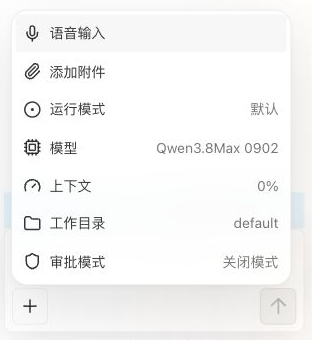 语音输入
添加附件
运行模式 默认
模型 Qwen3.8Max 0902
上下文 0%
工作目录 default
审批模式 关闭模式